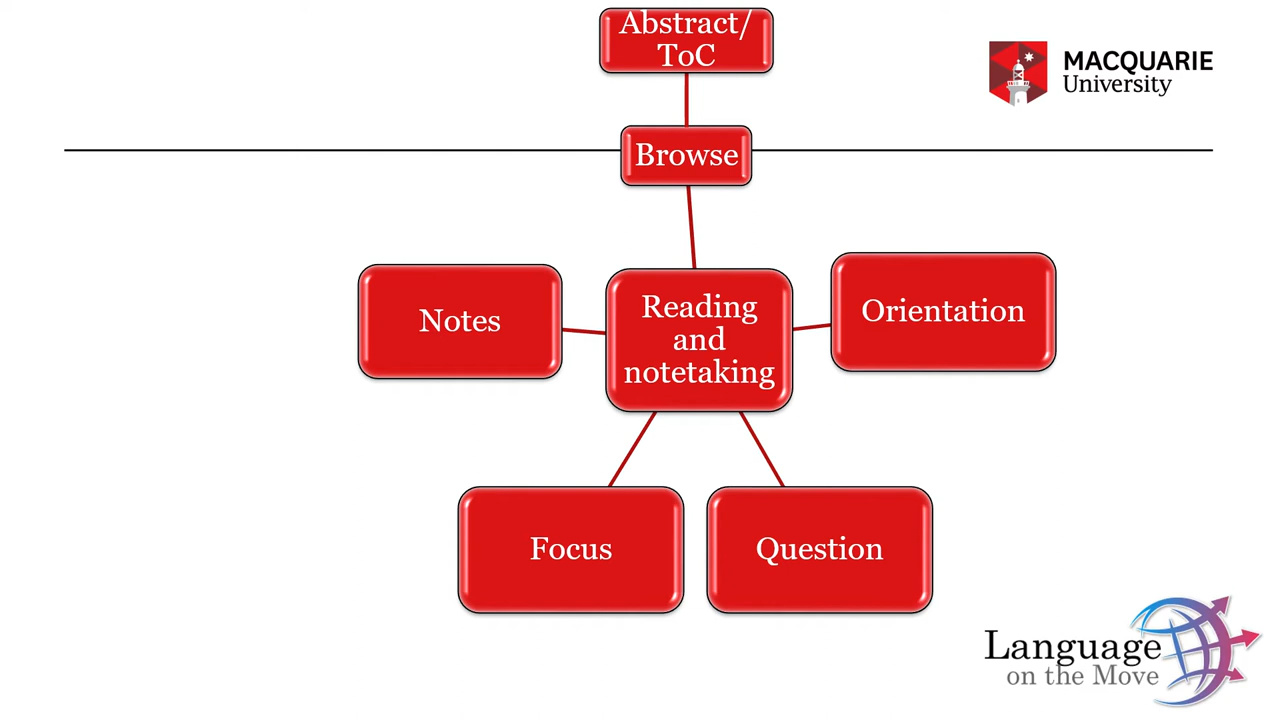 Abstract/
ToC
MACQUARIE
University
Browse
Notes
Reading
and
notetaking
Orientation
Focus
Question
Language
on the Move